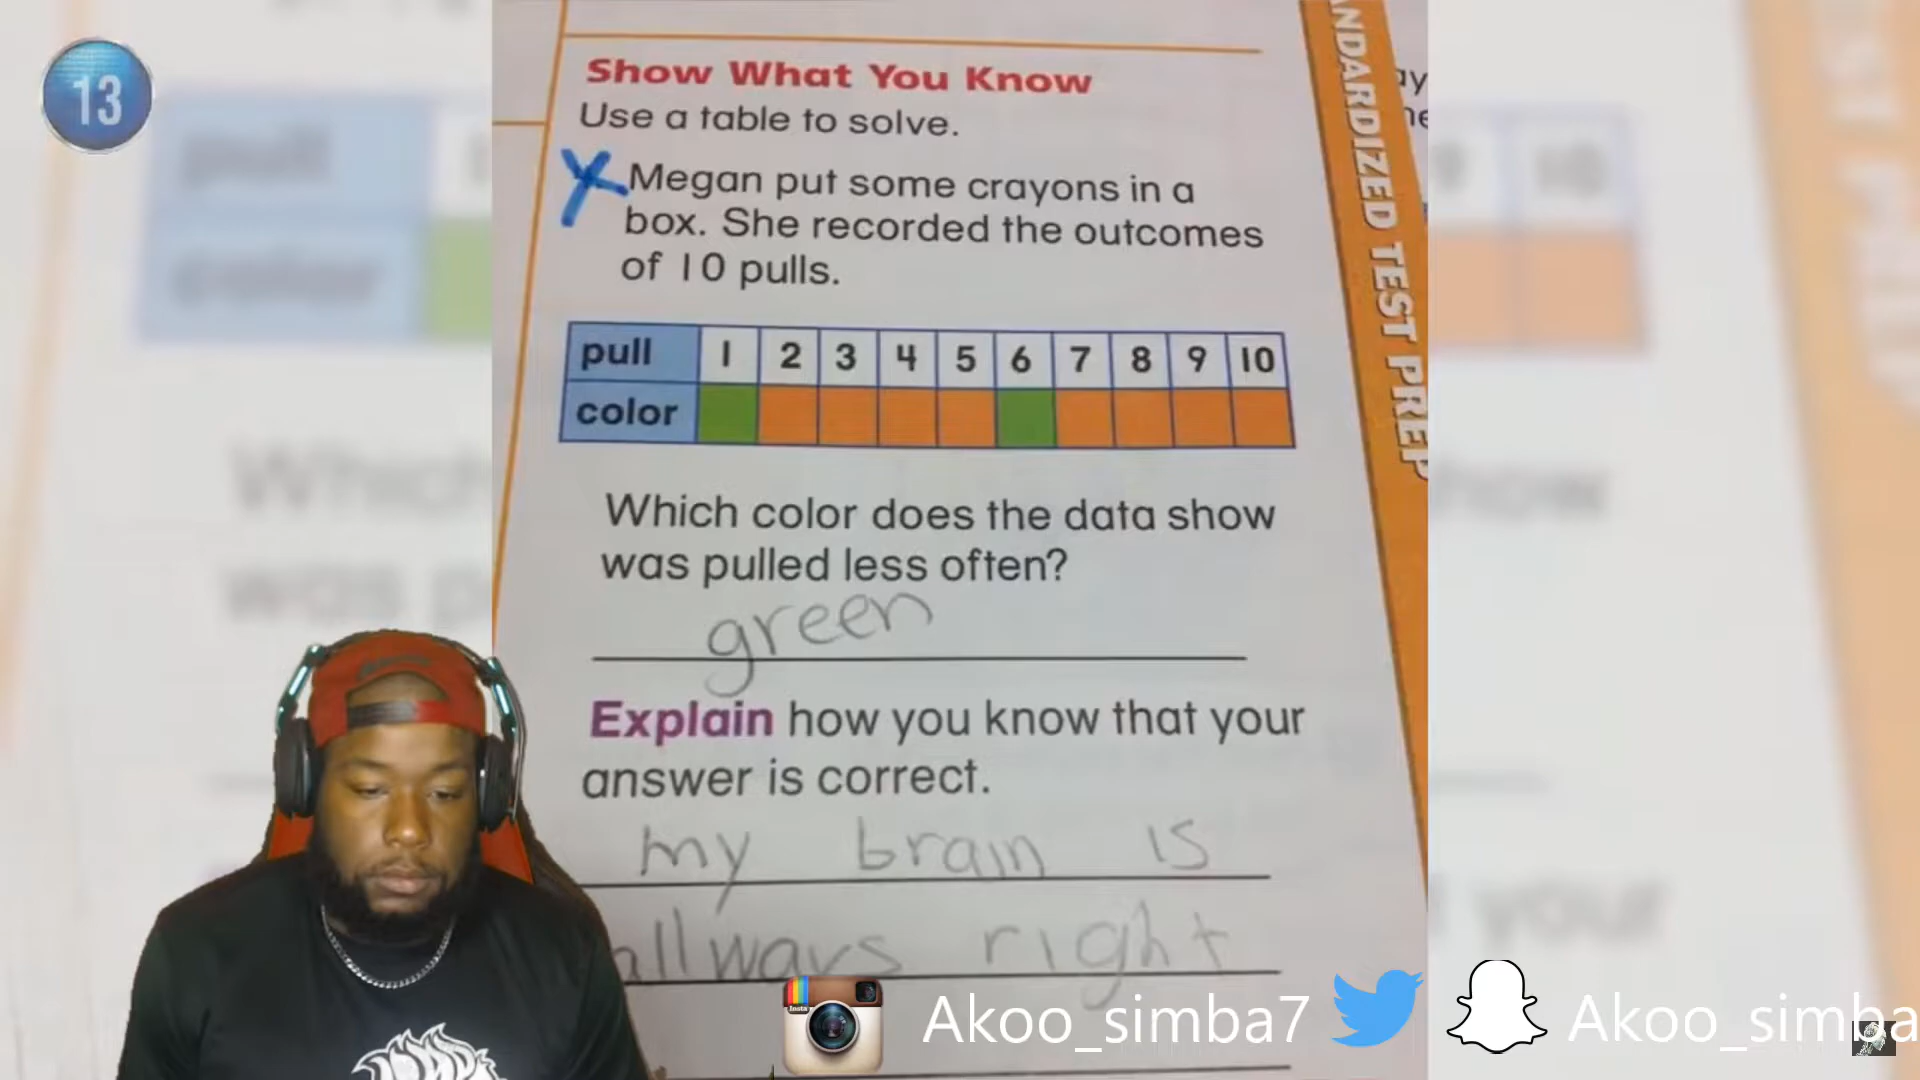 13
Show What You Know
Use a table to solve.
Megan put some crayons in a
box. She recorded the outcomes
of 10 pulls.
pull 1 2 3 4 5 6 7 8 9 10
color
Which color does the data show
was pulled less often?
green
Explain how you know that your
answer is correct.
my brain is
allways right
NDARDIZED TEST PREP
Akoo_simba7
Akoo_simba